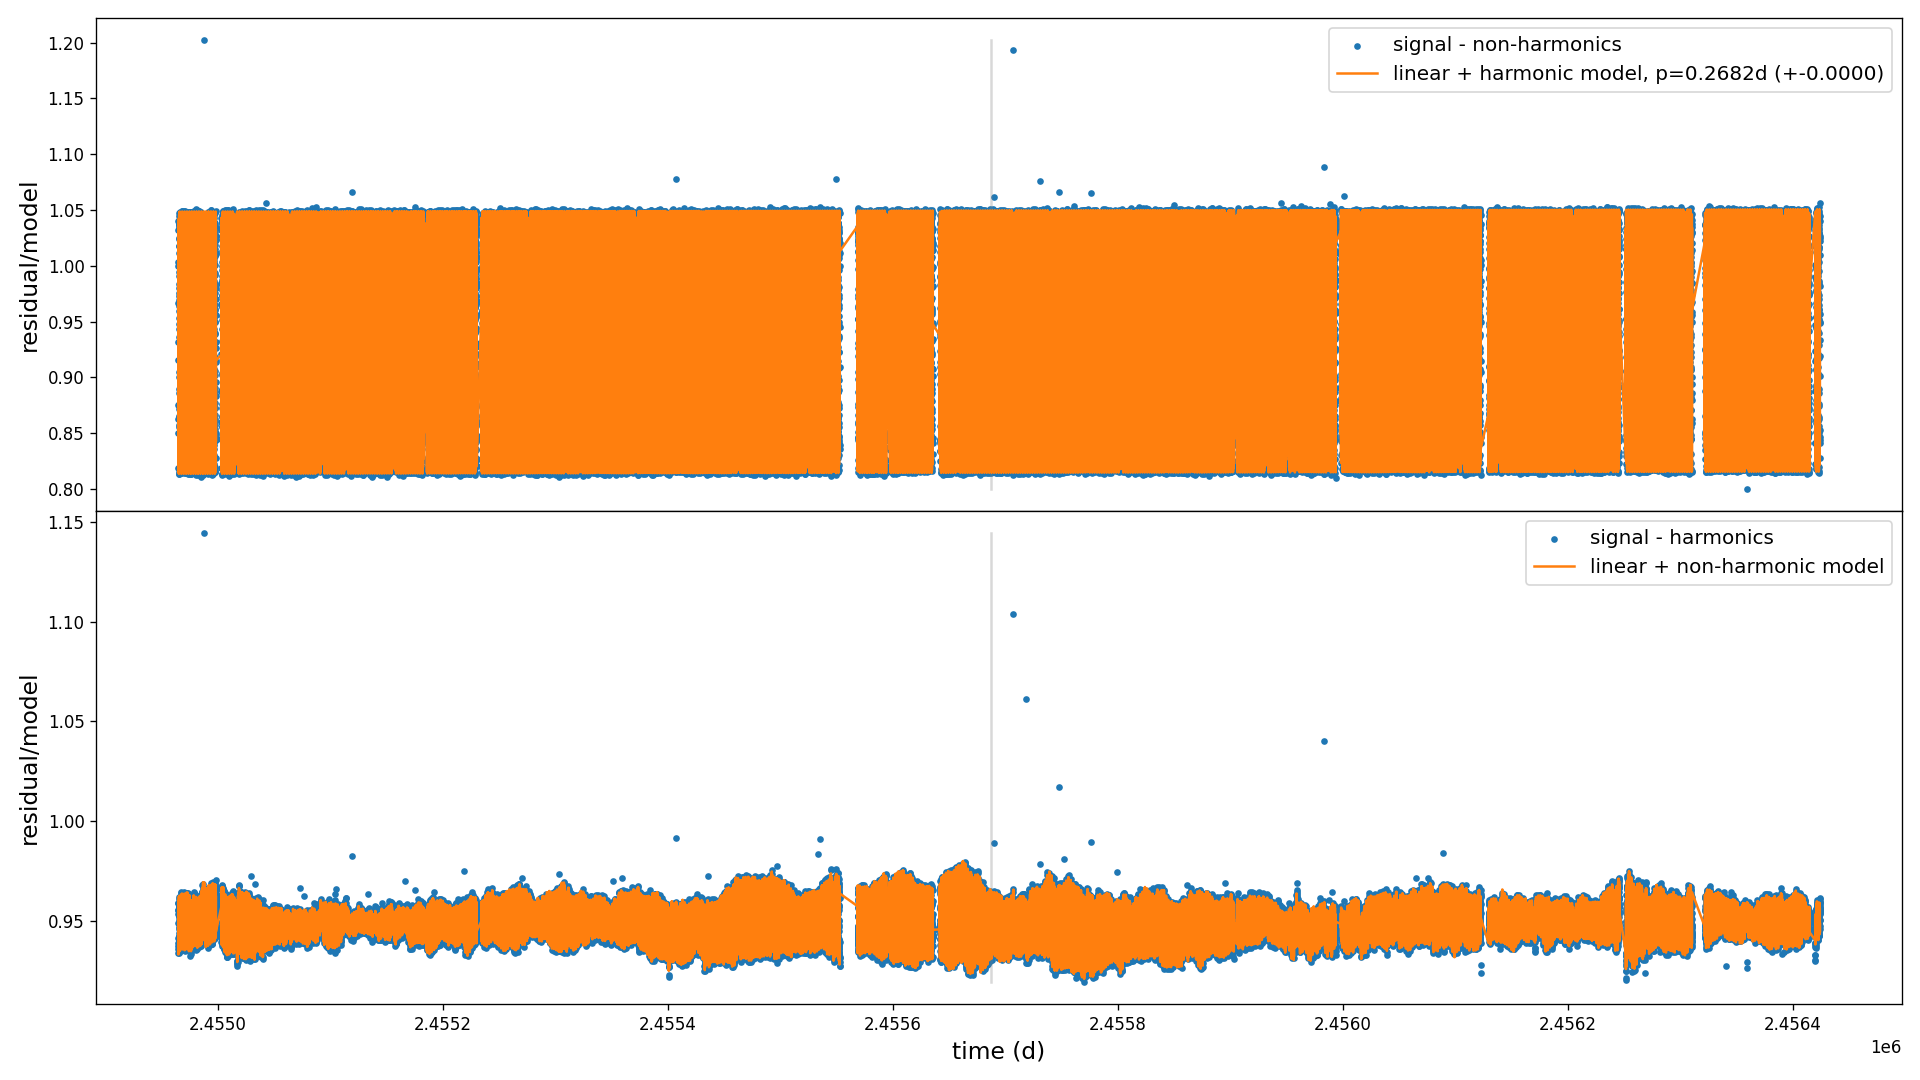 signal - non-harmonics
linear + harmonic model, p=0.2682d (+-0.0000)
1.20
1.15
1.10
1.05
1.00
0.95
0.90
0.85
0.80
residual/model
signal - harmonics
linear + non-harmonic model
1.15
1.10
1.05
1.00
0.95
residual/model
2.4550 2.4552 2.4554 2.4556 2.4558 2.4560 2.4562 2.4564
time (d)
1e6